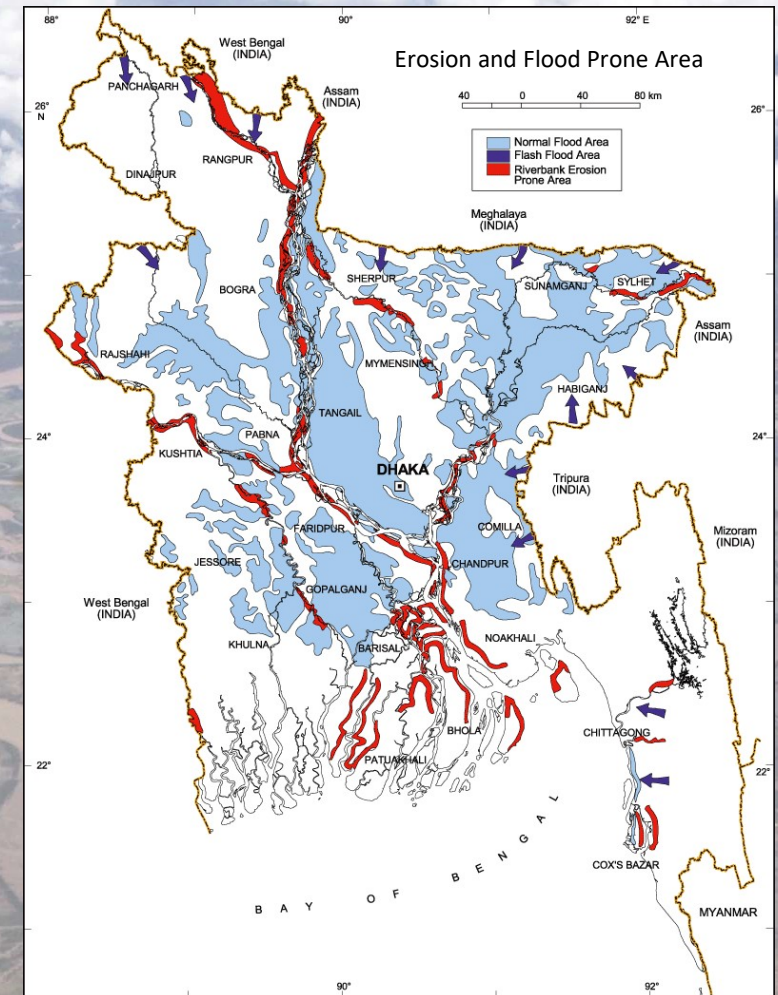 88°
90°
92° E
Erosion and Flood Prone Area
West Bengal
(INDIA)
PANCHAGARH
Assam
(INDIA)
40 0 40 80 km
26°
N
Normal Flood Area
Flash Flood Area
Riverbank Erosion
Prone Area
RANGPUR
DINAJPUR
Meghalaya
(INDIA)
SHERPUR
SUNAMGANJ
SYLHET
BOGRA
Assam
(INDIA)
RAJSHAHI
MYMENSINGH
HABIGANJ
TANGAIL
24°
24°
PABNA
KUSHTIA
DHAKA
Tripura
(INDIA)
FARIDPUR
COMILLA
Mizoram
(INDIA)
JESSORE
CHANDPUR
GOPALGANJ
West Bengal
(INDIA)
KHULNA
BARISAL
NOAKHALI
BHOLA
CHITTAGONG
22°
PATUAKHALI
22°
COX'S BAZAR
BAY OF BENGAL
MYANMAR
90°
92°